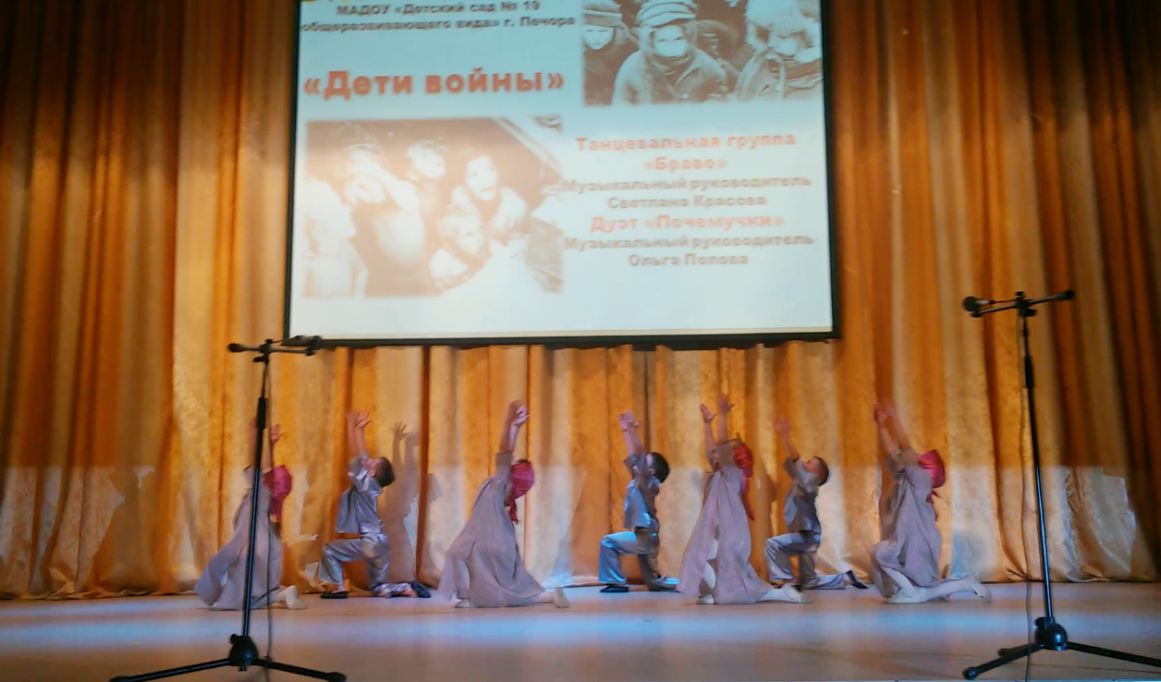 МАДОУ «Детский сад № 19
общеразвивающего вида» г. Печора
«Дети войны»
Танцевальная группа
«Браво»
Музыкальный руководитель
Светлана Красова
Дуэт «Почемучки»
Музыкальный руководитель
Ольга Попова